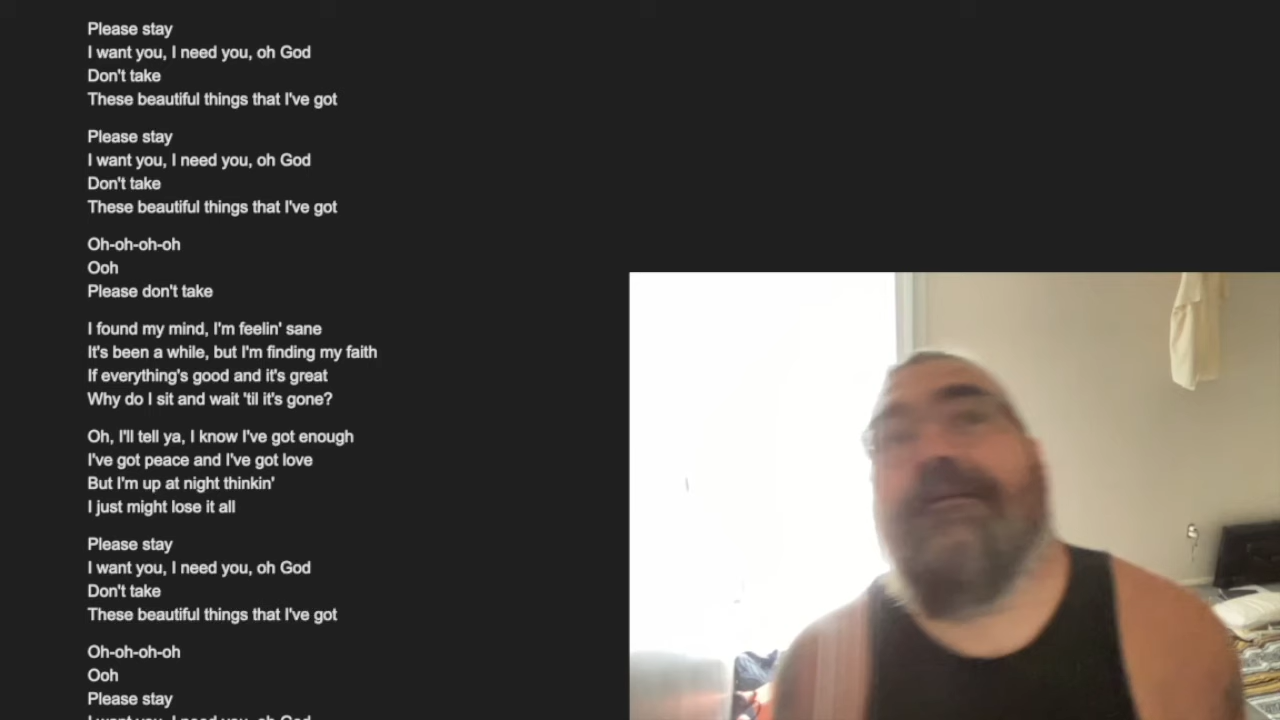 Please stay
I want you, I need you, oh God
Don't take
These beautiful things that I've got
Please stay
I want you, I need you, oh God
Don't take
These beautiful things that I've got
Oh-oh-oh-oh
Ooh
Please don't take
I found my mind, I'm feelin' sane
It's been a while, but I'm finding my faith
If everything's good and it's great
Why do I sit and wait 'til it's gone?
Oh, I'll tell ya, I know I've got enough
I've got peace and I've got love
But I'm up at night thinkin'
I just might lose it all
Please stay
I want you, I need you, oh God
Don't take
These beautiful things that I've got
Oh-oh-oh-oh
Ooh
Please stay
I want you, I need you, oh God